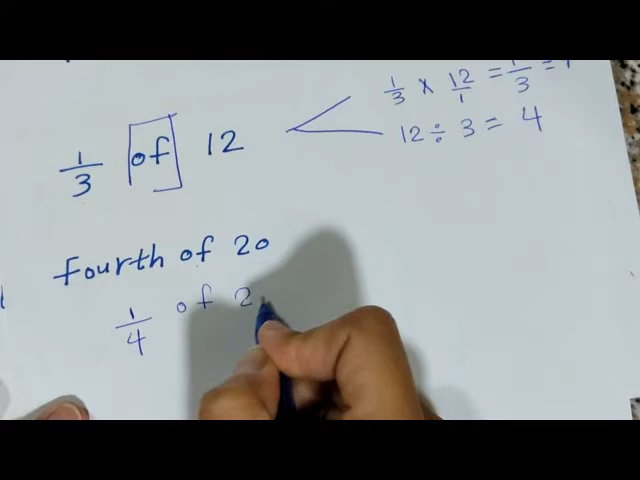 1/3 × 12/1 = 1/3 =
12 ÷ 3 = 4
1/3 of 12
Fourth of 20
1/4 of 2